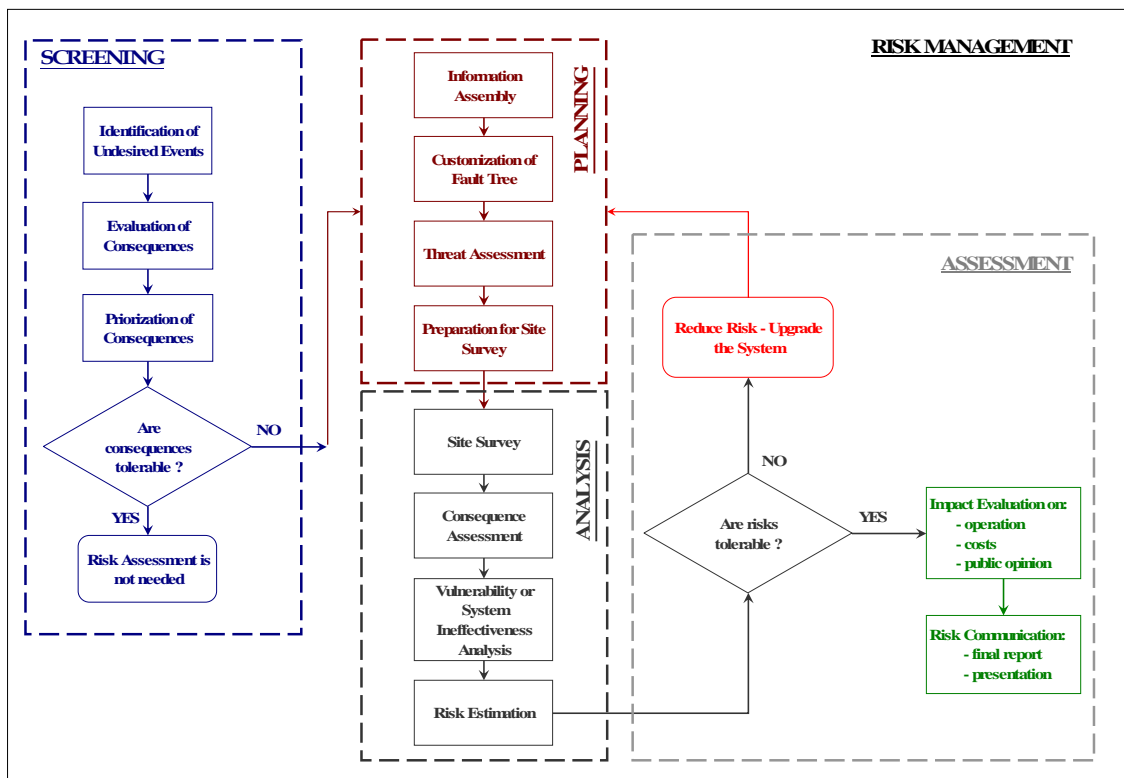 SCREENING
Identification of
Undesired Events
Evaluation of
Consequences
Priorization of
Consequences
Are
consequences
tolerable ?
NO
YES
Risk Assessment is
not needed
PLANNING
Information
Assembly
Customization of
Fault Tree
Threat Assessment
Preparation for Site
Survey
ANALYSIS
Site Survey
Consequence
Assessment
Vulnerability or
System
Ineffectiveness
Analysis
Risk Estimation
RISK MANAGEMENT
ASSESSMENT
Reduce Risk - Upgrade
the System
NO
Are risks
tolerable ?
YES
Impact Evaluation on:
- operation
- costs
- public opinion
Risk Communication:
- final report
- presentation